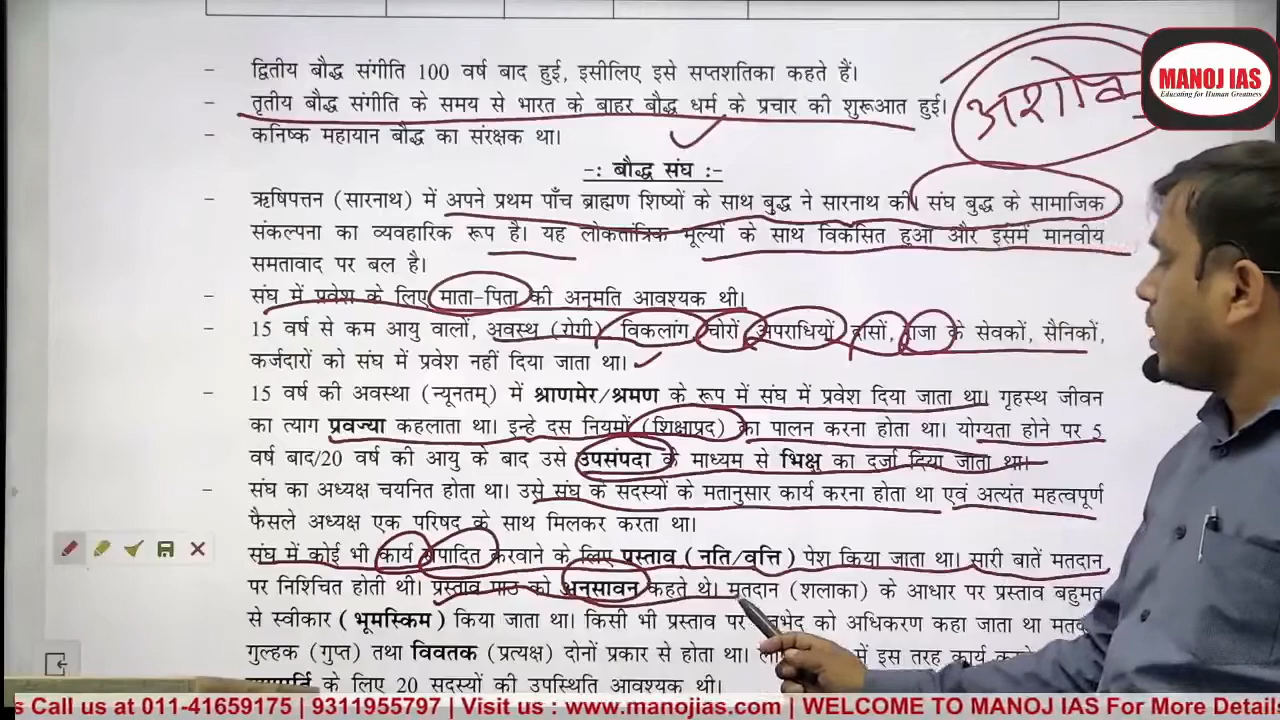 - द्वितीय बौद्ध संगीति 100 वर्ष बाद हुई, इसीलिए इसे सप्तशतिका कहते हैं।
- तृतीय बौद्ध संगीति के समय से भारत के बाहर बौद्ध धर्म के प्रचार की शुरूआत हुई।
- कनिष्क महायान बौद्ध का संरक्षक था।
अशोक
MANOJ IAS
Educating for Human Greatness
-: बौद्ध संघ :-
- ऋषिपत्तन (सारनाथ) में अपने प्रथम पाँच ब्राह्मण शिष्यों के साथ बुद्ध ने सारनाथ की। संघ बुद्ध के सामाजिक
संकल्पना का व्यवहारिक रूप है। यह लोकतांत्रिक मूल्यों के साथ विकसित हुआ और इसमें मानवीय
समतावाद पर बल है।
- संघ में प्रवेश के लिए माता-पिता की अनुमति आवश्यक थी।
- 15 वर्ष से कम आयु वालों, अवस्थ (रोगी) विकलांग चोरों अपराधियों दासों, राजा के सेवकों, सैनिकों,
कर्जदारों को संघ में प्रवेश नहीं दिया जाता था।
- 15 वर्ष की अवस्था (न्यूनतम्) में श्राणमेर/श्रमण के रूप में संघ में प्रवेश दिया जाता था। गृहस्थ जीवन
का त्याग प्रवज्या कहलाता था। इन्हे दस नियमों (शिक्षाप्रद) का पालन करना होता था। योग्यता होने पर 5
वर्ष बाद/20 वर्ष की आयु के बाद उसे उपसंपदा के माध्यम से भिक्षु का दर्जा दिया जाता था।
- संघ का अध्यक्ष चयनित होता था। उसे संघ के सदस्यों के मतानुसार कार्य करना होता था एवं अत्यंत महत्वपूर्ण
फैसले अध्यक्ष एक परिषद के साथ मिलकर करता था।
संघ में कोई भी कार्य संपादित करवाने के लिए प्रस्ताव (नति/वृत्ति) पेश किया जाता था। सारी बातें मतदान
पर निशिचित होती थी। प्रस्ताव पाठ को अनुसावन कहते थे। मतदान (शलाका) के आधार पर प्रस्ताव बहुमत
से स्वीकार (भूमस्किम) किया जाता था। किसी भी प्रस्ताव पर मतभेद को अधिकरण कहा जाता था
गुल्हक (गुप्त) तथा विवतक (प्रत्यक्ष) दोनों प्रकार से होता था। में इस तरह कार्य
के लिए 20 सदस्यों की उपस्थिति आवश्यक थी।
s Call us at 011-41659175 | 9311955797 | Visit us : www.manojias.com | WELCOME TO MANOJ IAS FOR More Detail